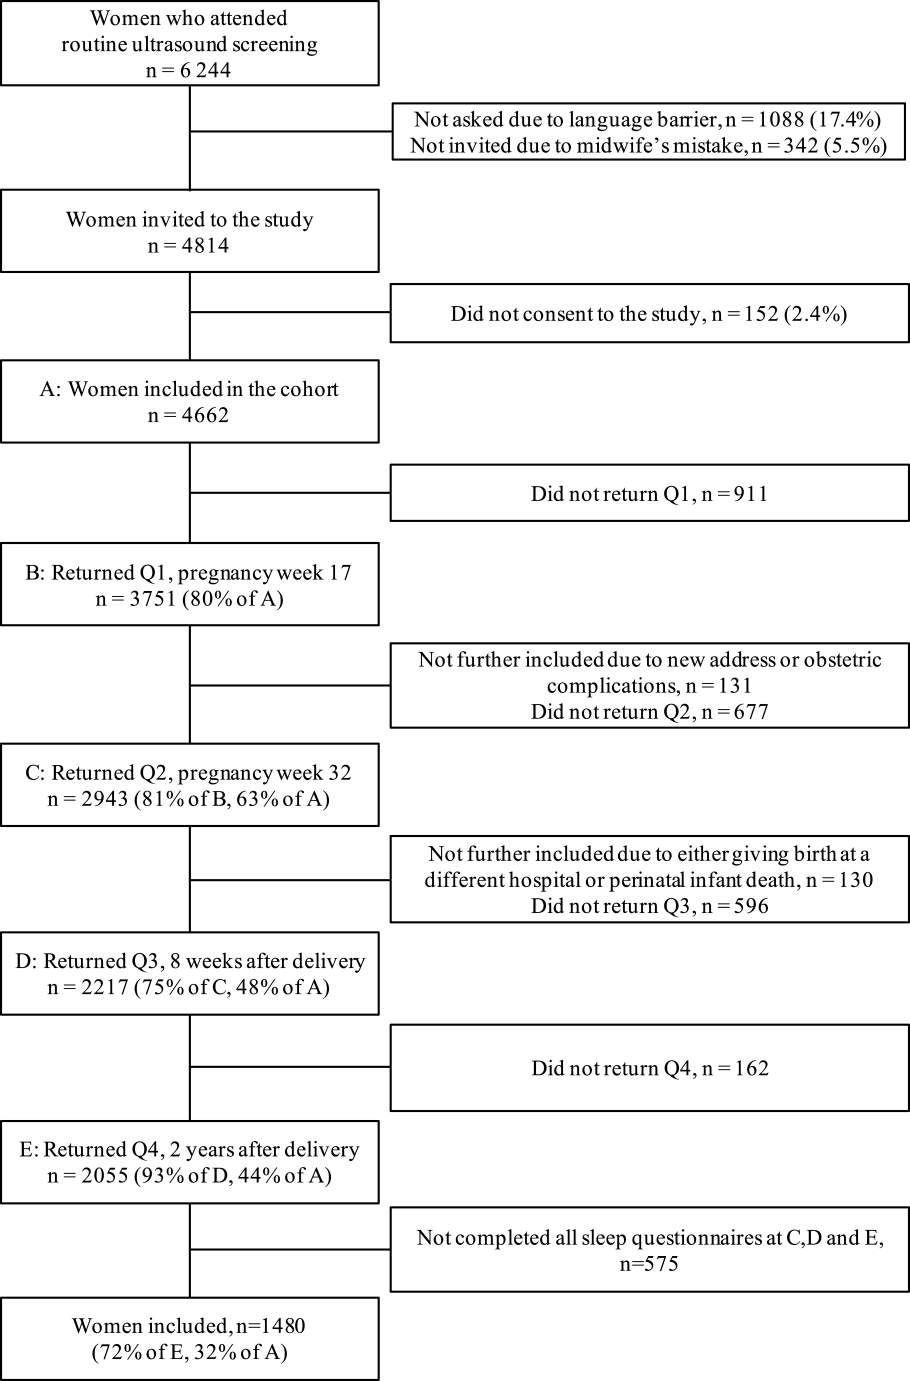 Women who attended
routine ultrasound screening
n = 6 244
Not asked due to language barrier, n = 1088 (17.4%)
Not invited due to midwife's mistake, n = 342 (5.5%)
Women invited to the study
n = 4814
Did not consent to the study, n = 152 (2.4%)
A: Women included in the cohort
n = 4662
Did not return Q1, n = 911
B: Returned Q1, pregnancy week 17
n = 3751 (80% of A)
Not further included due to new address or obstetric
complications, n = 131
Did not return Q2, n = 677
C: Returned Q2, pregnancy week 32
n = 2943 (81% of B, 63% of A)
Not further included due to either giving birth at a
different hospital or perinatal infant death, n = 130
Did not return Q3, n = 596
D: Returned Q3, 8 weeks after delivery
n = 2217 (75% of C, 48% of A)
Did not return Q4, n = 162
E: Returned Q4, 2 years after delivery
n = 2055 (93% of D, 44% of A)
Not completed all sleep questionnaires at C,D and E,
n=575
Women included, n=1480
(72% of E, 32% of A)